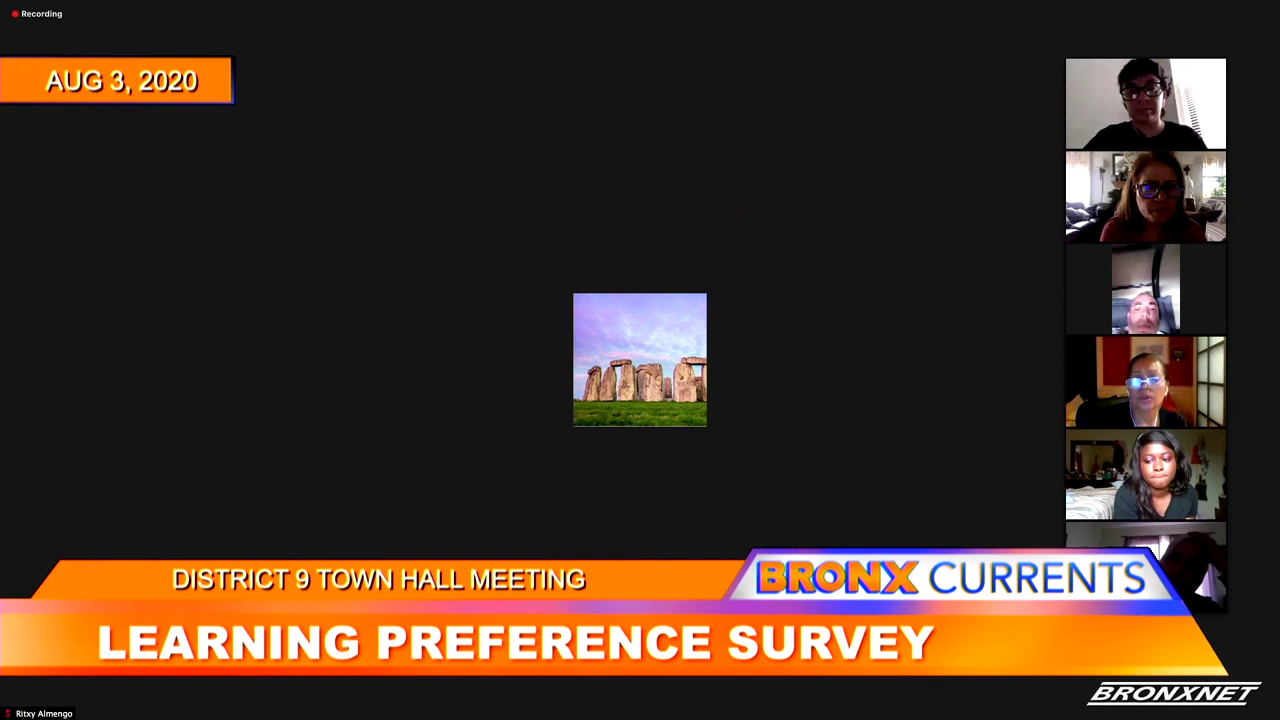 Recording
AUG 3, 2020
DISTRICT 9 TOWN HALL MEETING
BRONX CURRENTS
LEARNING PREFERENCE SURVEY
BRONXNET
Ritxy Almengo